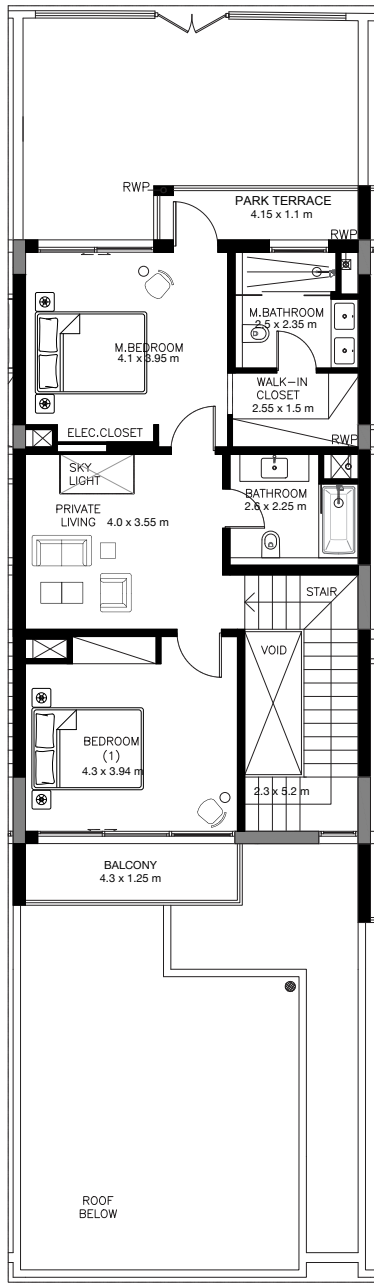 RWP
PARK TERRACE
4.15 x 1.1 m
RWP
M.BATHROOM
2.5 x 2.35 m
M.BEDROOM
4.1 x 3.95 m
WALK-IN
CLOSET
2.55 x 1.5 m
ELEC.CLOSET
RWP
SKY
LIGHT
BATHROOM
2.6 x 2.25 m
PRIVATE
LIVING 4.0 x 3.55 m
STAIR
VOID
BEDROOM
(1)
4.3 x 3.94 m
2.3 x 5.2 m
BALCONY
4.3 x 1.25 m
ROOF
BELOW